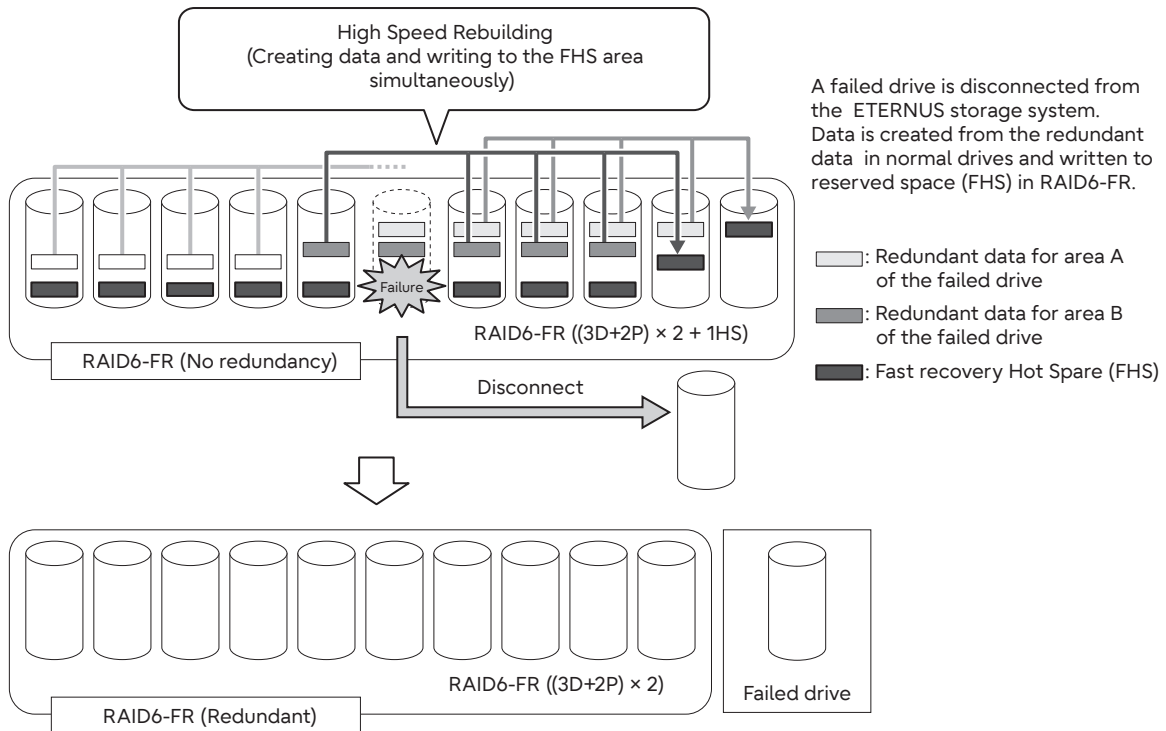 High Speed Rebuilding
(Creating data and writing to the FHS area
simultaneously)
A failed drive is disconnected from
the ETERNUS storage system.
Data is created from the redundant
data in normal drives and written to
reserved space (FHS) in RAID6-FR.
Failure
: Redundant data for area A
of the failed drive
: Redundant data for area B
of the failed drive
: Fast recovery Hot Spare (FHS)
RAID6-FR ((3D+2P) × 2 + 1HS)
RAID6-FR (No redundancy)
Disconnect
RAID6-FR ((3D+2P) × 2)
Failed drive
RAID6-FR (Redundant)